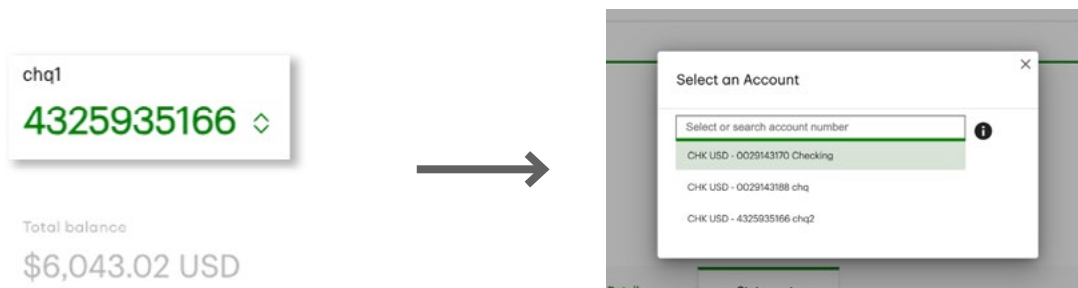 chq1
4325935166
Total balance
$6,043.02 USD
Select an Account
Select or search account number
CHK USD - 0029143170 Checking
CHK USD - 0029143188 chq
CHK USD - 4325935166 chq2